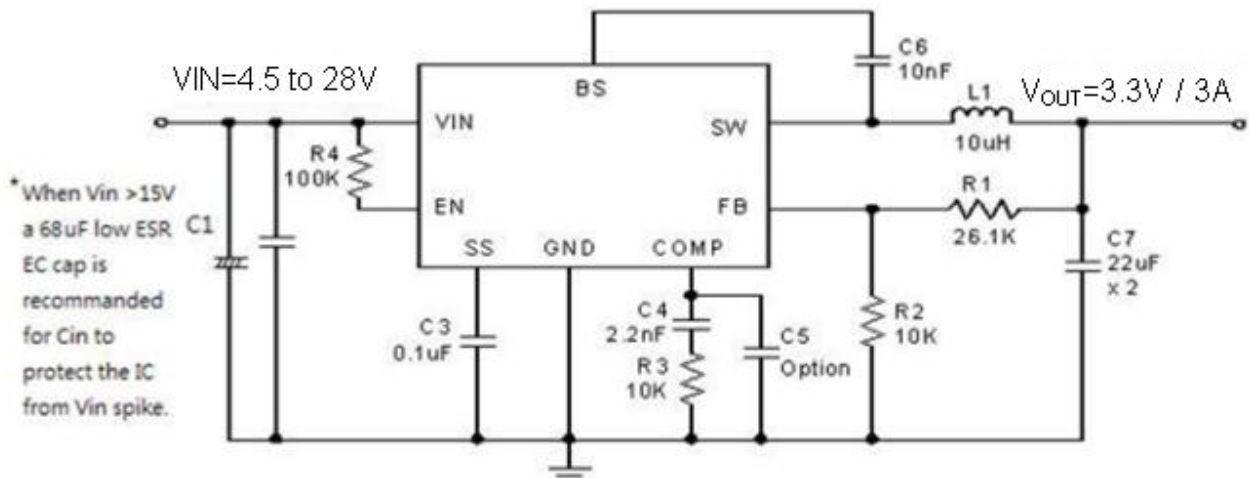 VIN=4.5 to 28V
C6
10nF
BS
L1
10uH
VOUT=3.3V / 3A
VIN
SW
R4
100K
EN
FB
R1
26.1K
* When Vin >15V
a 68uF low ESR
EC cap is
recommanded
for Cin to
protect the IC
from Vin spike.
C1
SS
GND
COMP
C7
22uF
x 2
C3
0.1uF
C4
2.2nF
R3
10K
C5
Option
R2
10K